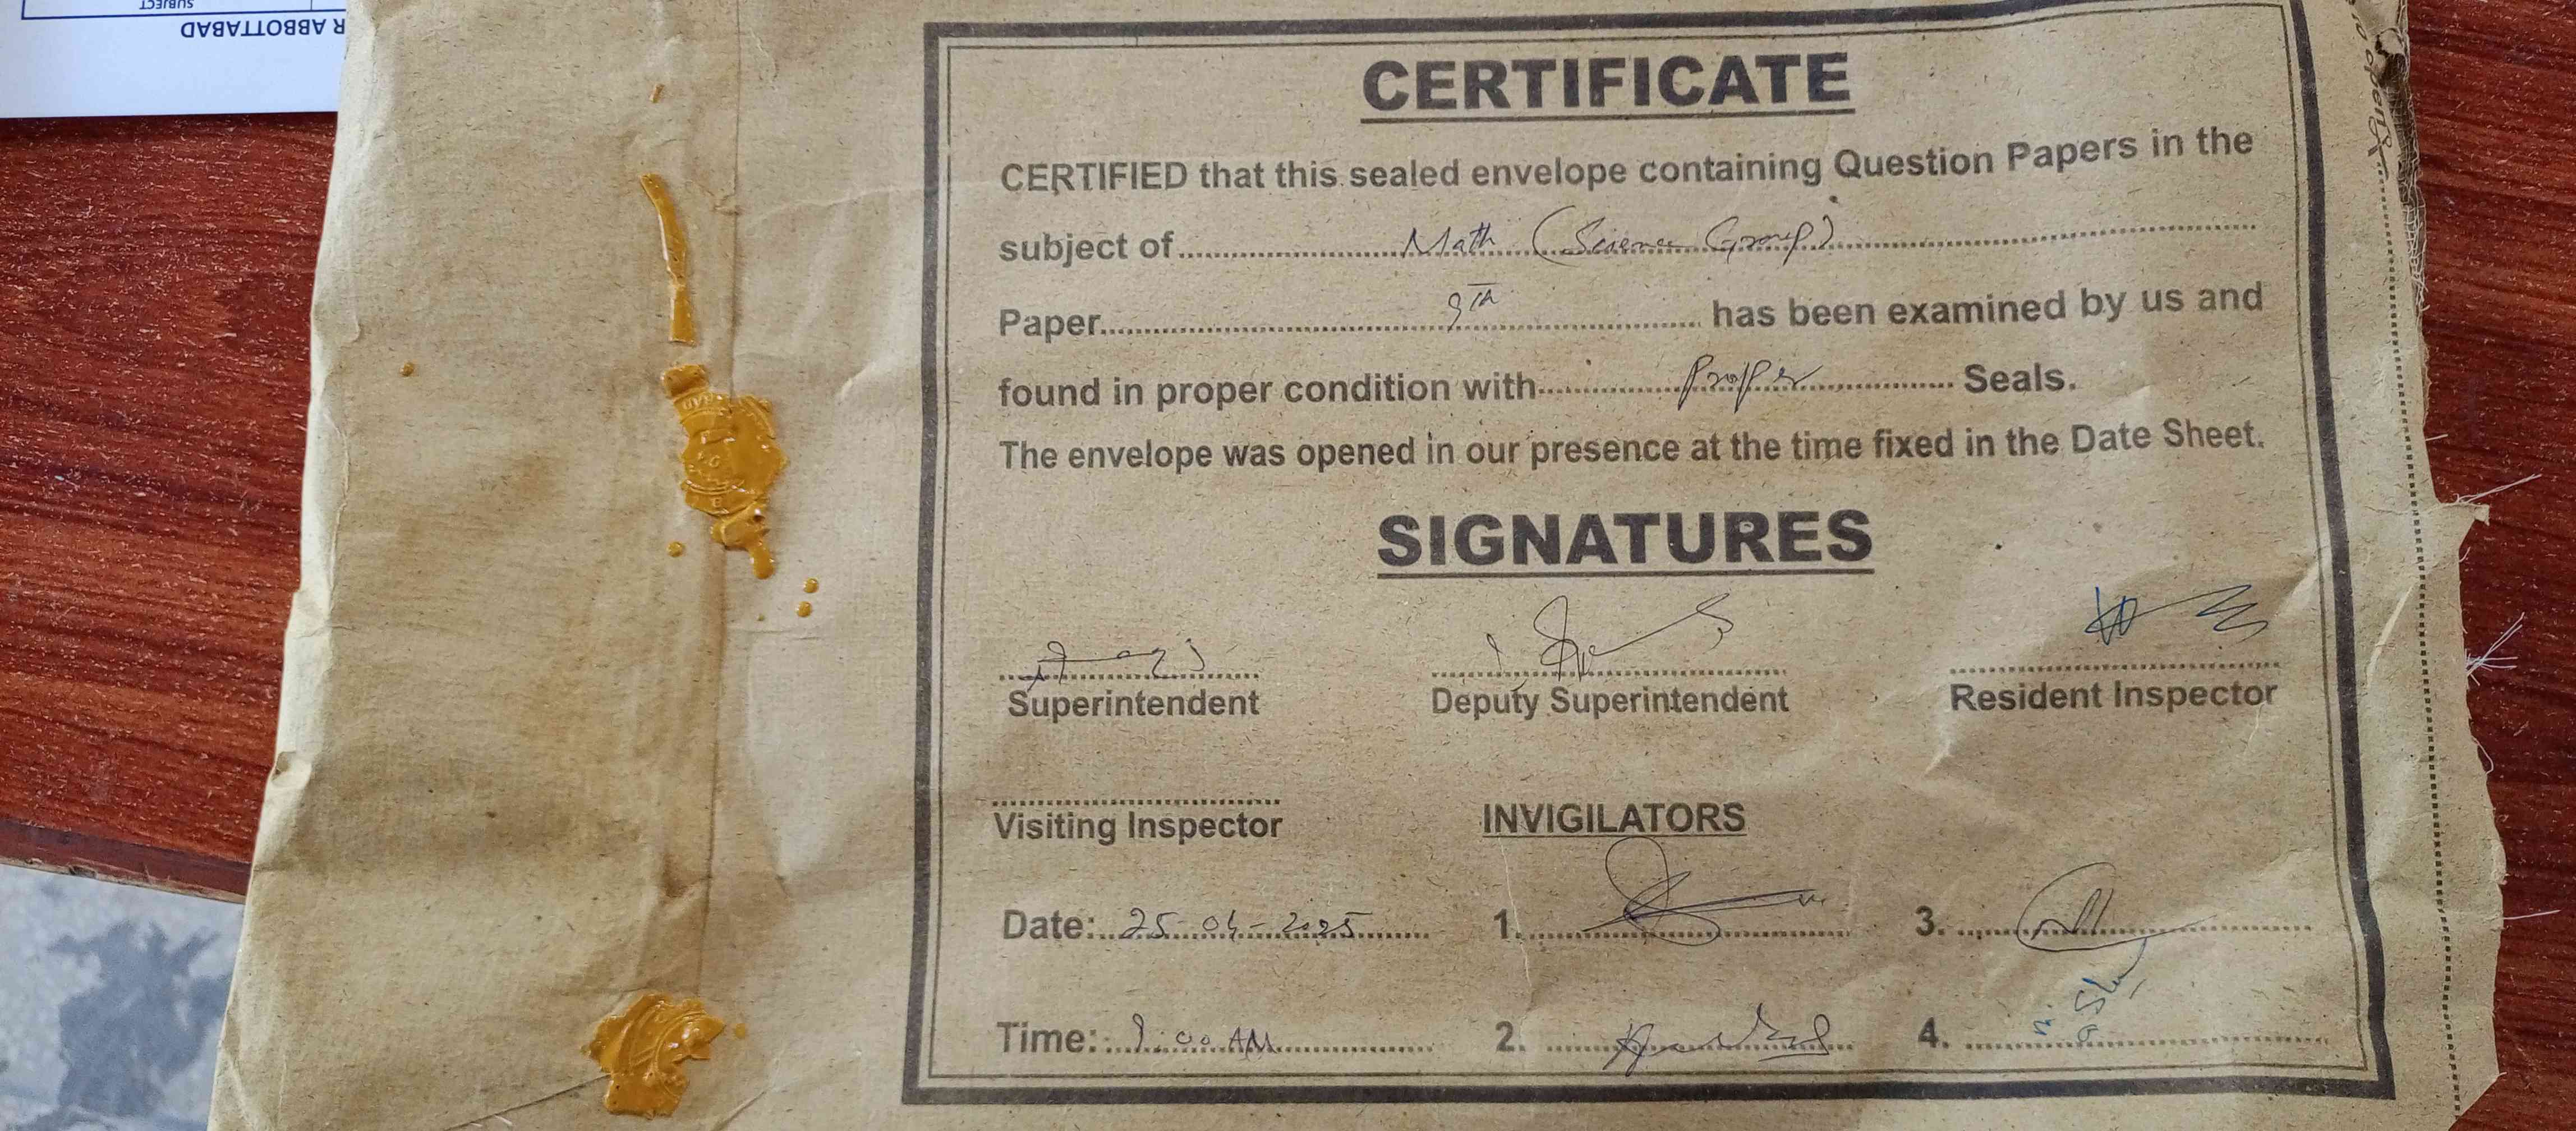 SUBJECT
R ABBOTTABAD
CERTIFICATE
CERTIFIED that this sealed envelope containing Question Papers in the
subject of Math (Science Group)
Paper 9th has been examined by us and
found in proper condition with Proper Seals.
The envelope was opened in our presence at the time fixed in the Date Sheet.
SIGNATURES
Superintendent Deputy Superintendent Resident Inspector
Visiting Inspector INVIGILATORS
Date: 25-04-2025 1. 3.
Time: 9:00 AM 2. 4.